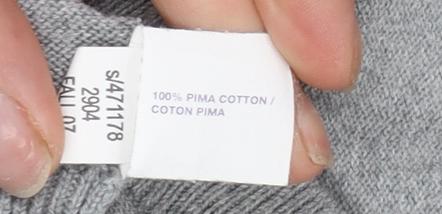 100% PIMA COTTON /
COTON PIMA
s/471178
2904
FALL 07